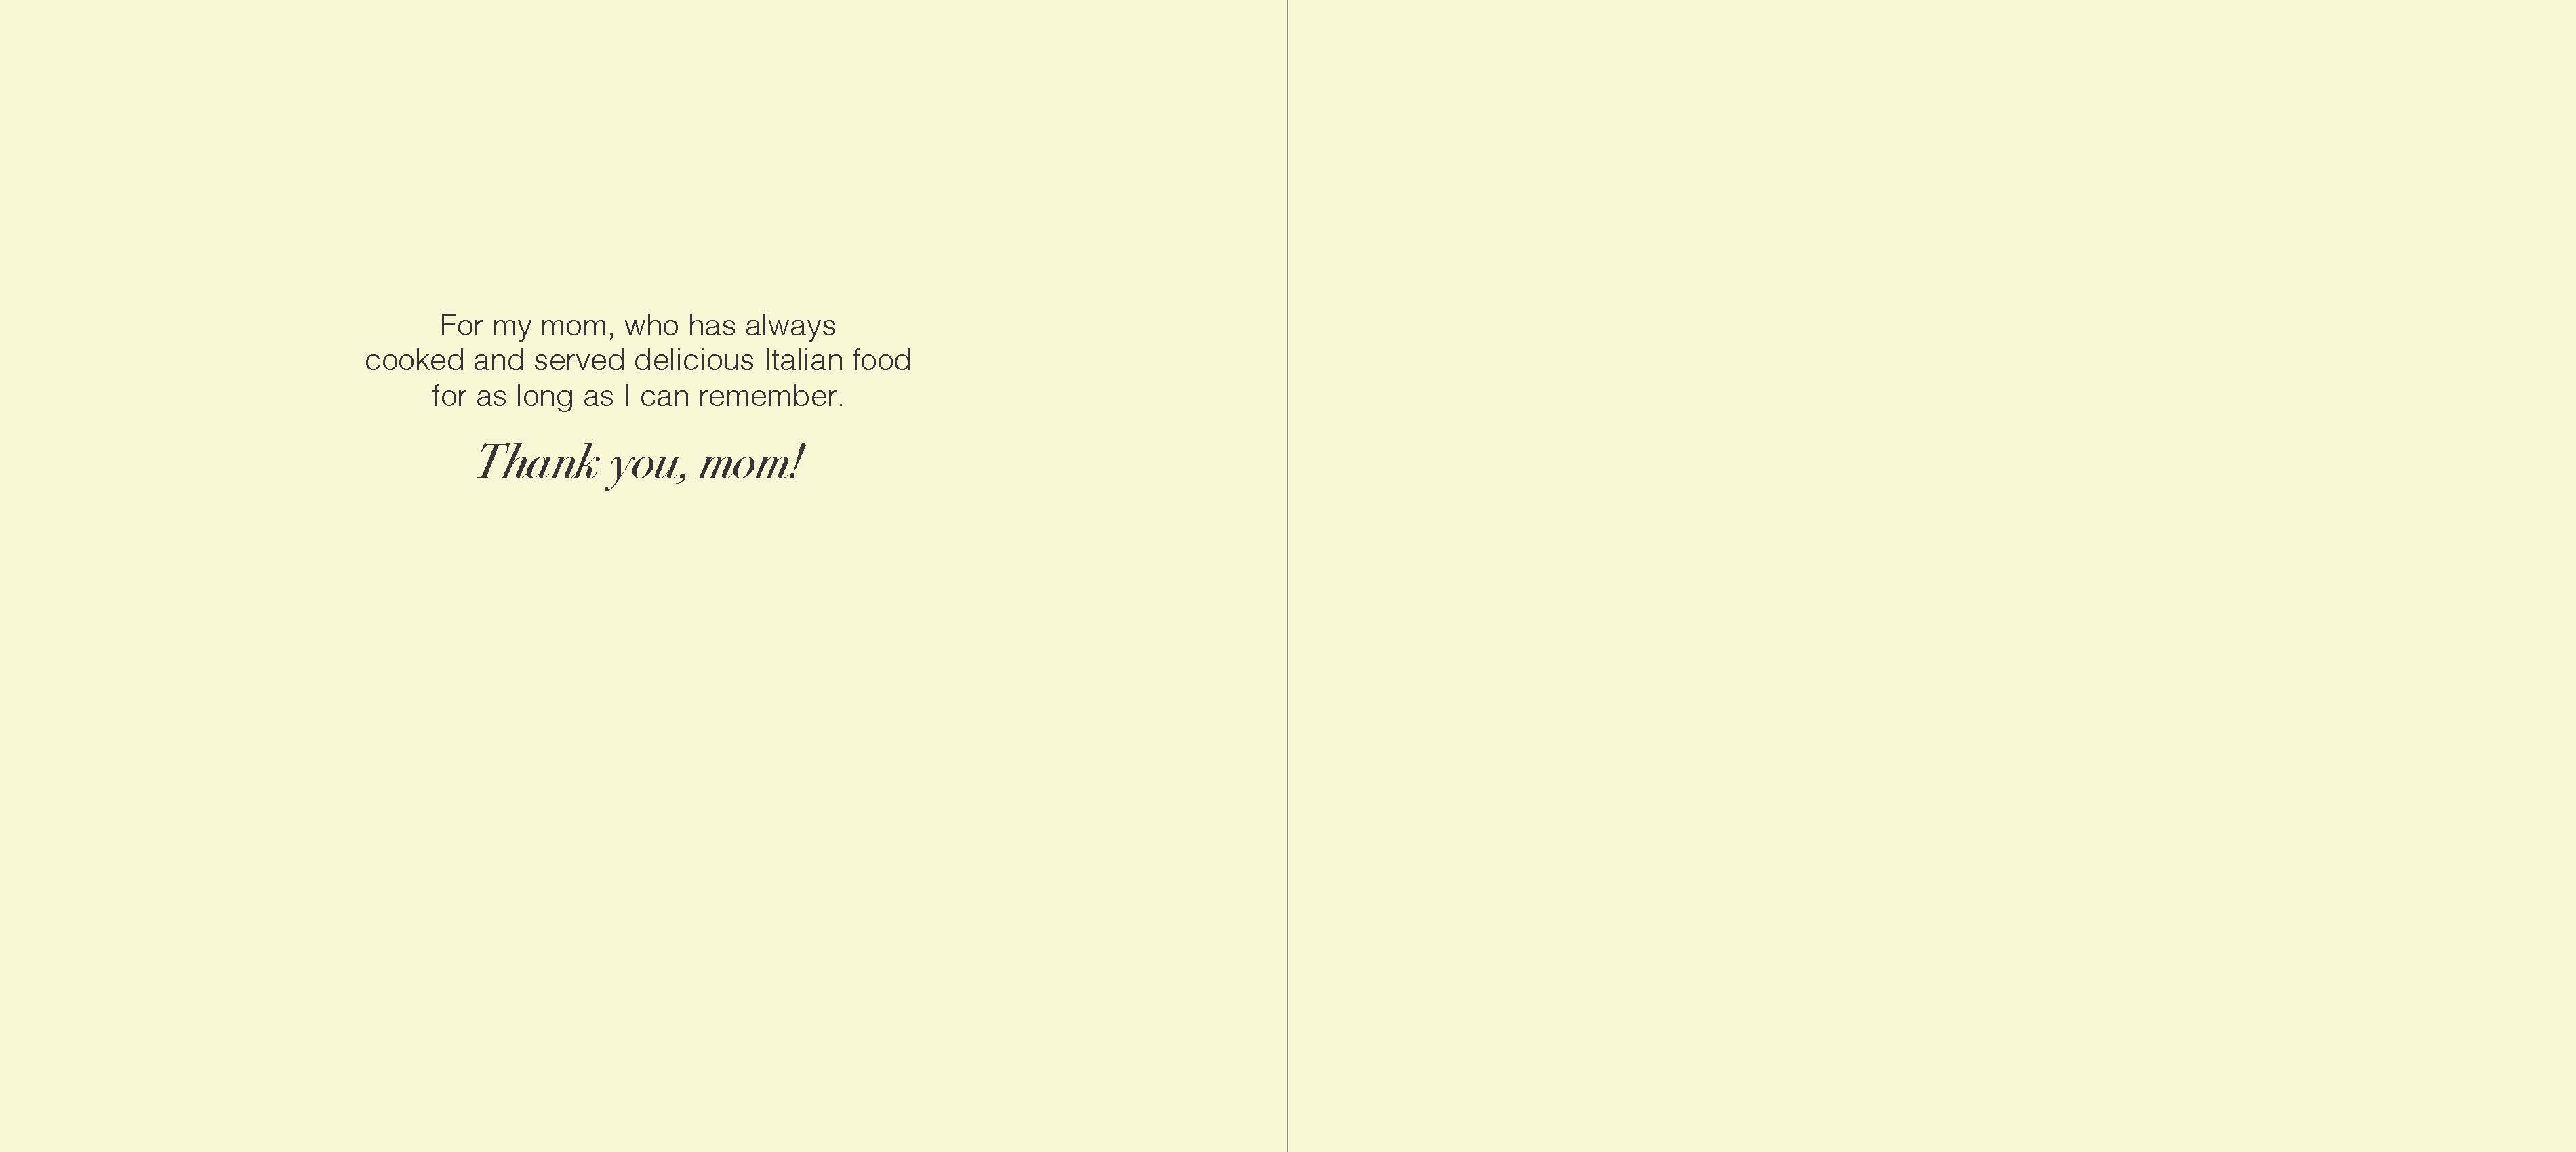 For my mom, who has always
cooked and served delicious Italian food
for as long as I can remember.
Thank you, mom!